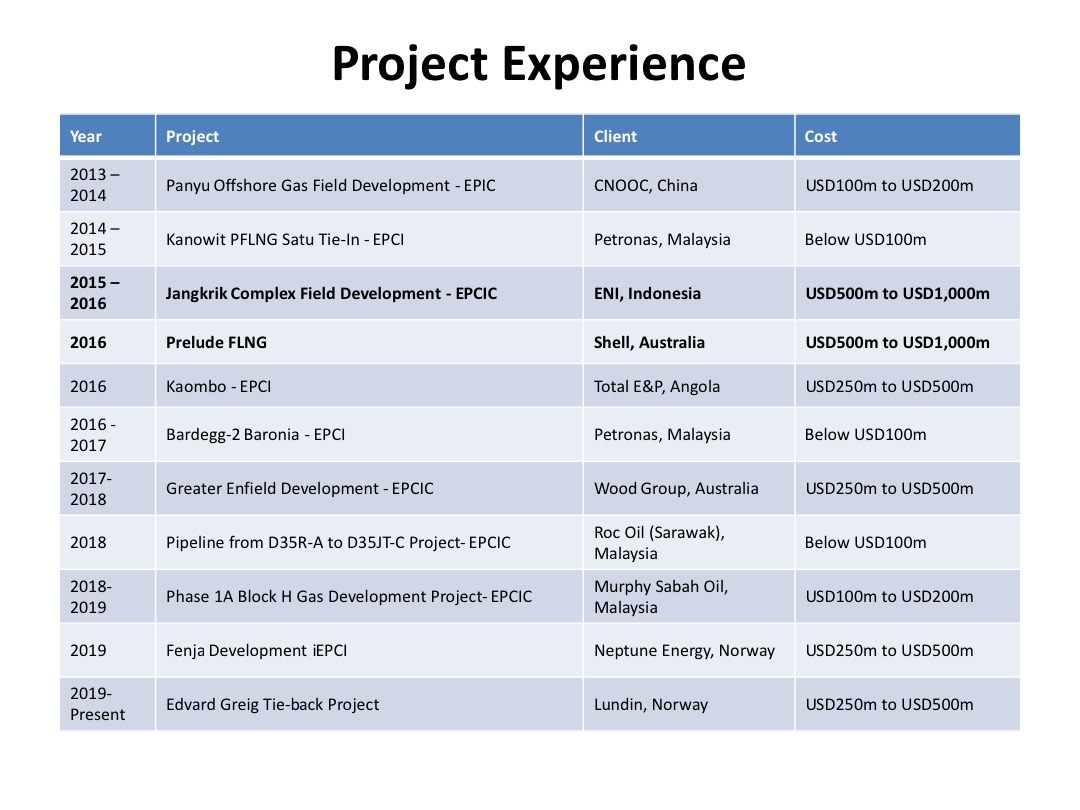 Project Experience
Year Project Client Cost
2013 –
2014 Panyu Offshore Gas Field Development - EPIC CNOOC, China USD100m to USD200m
2014 –
2015 Kanowit PFLNG Satu Tie-In - EPCI Petronas, Malaysia Below USD100m
2015 –
2016 Jangkrik Complex Field Development - EPCIC ENI, Indonesia USD500m to USD1,000m
2016 Prelude FLNG Shell, Australia USD500m to USD1,000m
2016 Kaombo - EPCI Total E&P, Angola USD250m to USD500m
2016 -
2017 Bardegg-2 Baronia - EPCI Petronas, Malaysia Below USD100m
2017-
2018 Greater Enfield Development - EPCIC Wood Group, Australia USD250m to USD500m
2018 Pipeline from D35R-A to D35JT-C Project- EPCIC Roc Oil (Sarawak),
Malaysia Below USD100m
2018-
2019 Phase 1A Block H Gas Development Project- EPCIC Murphy Sabah Oil,
Malaysia USD100m to USD200m
2019 Fenja Development iEPCI Neptune Energy, Norway USD250m to USD500m
2019-
Present Edvard Greig Tie-back Project Lundin, Norway USD250m to USD500m